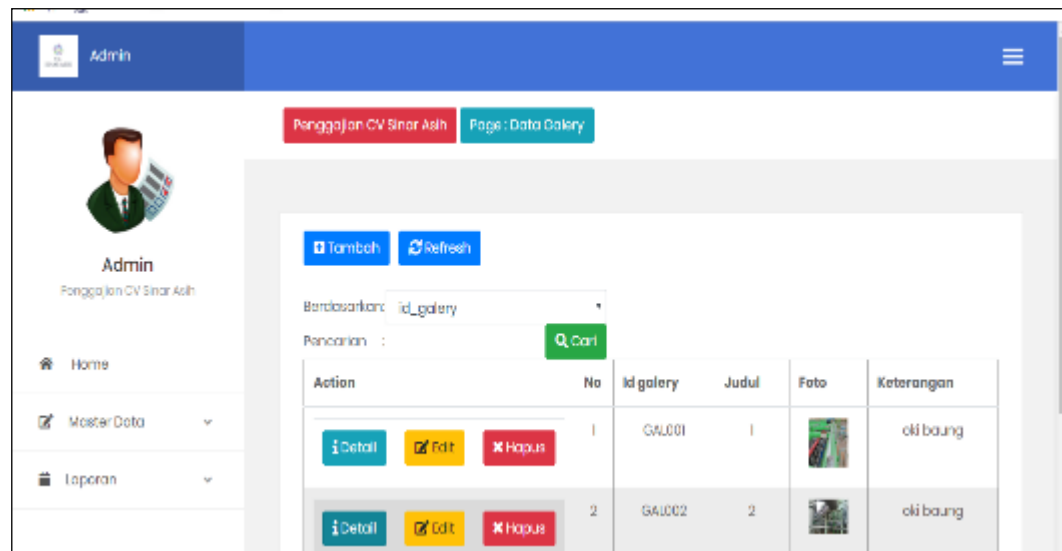 Admin
Penggajian CV Sinar Asih Page : Data Galery
Admin
Penggajian CV Sinar Asih
Home
Master Data
Laporan
Tambah Refresh
Berdasarkan: id_galery
Pencarian :
Cari
Action No Id galery Judul Foto Keterangan
Detail Edit Hapus 1 GAL001 1 oki baung
Detail Edit Hapus 2 GAL002 2 oki baung